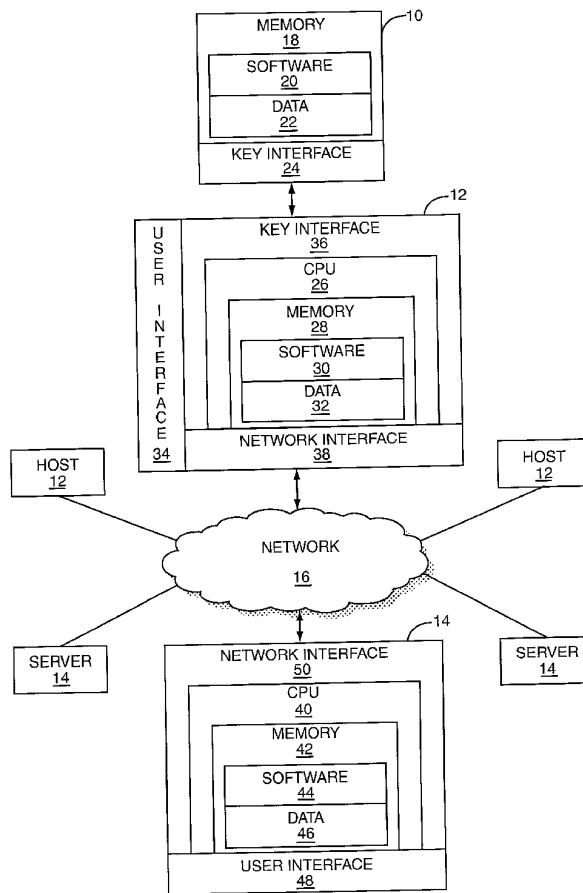 10
MEMORY
18
SOFTWARE
20
DATA
22
KEY INTERFACE
24
12
USER INTERFACE
34
KEY INTERFACE
36
CPU
26
MEMORY
28
SOFTWARE
30
DATA
32
NETWORK INTERFACE
38
HOST
12
HOST
12
NETWORK
16
SERVER
14
SERVER
14
14
NETWORK INTERFACE
50
CPU
40
MEMORY
42
SOFTWARE
44
DATA
46
USER INTERFACE
48